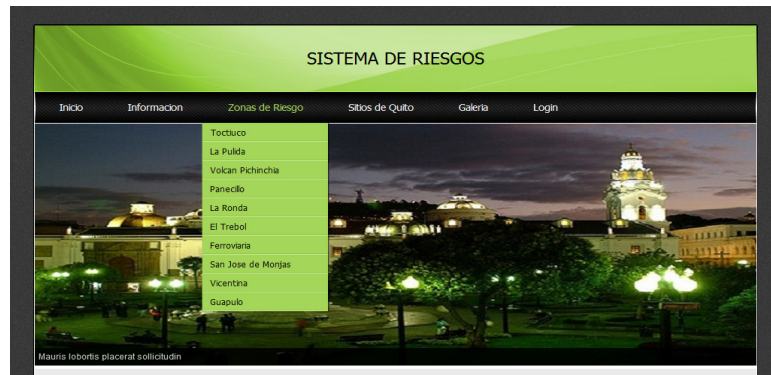 SISTEMA DE RIESGOS
Inicio Informacion Zonas de Riesgo Sitios de Quito Galeria Login
Toctiuco
La Pulida
Volcan Pichinchia
Panecillo
La Ronda
El Trebol
Ferroviaria
San Jose de Monjas
Vicentina
Guapulo
Mauris lobortis placerat sollicitudin